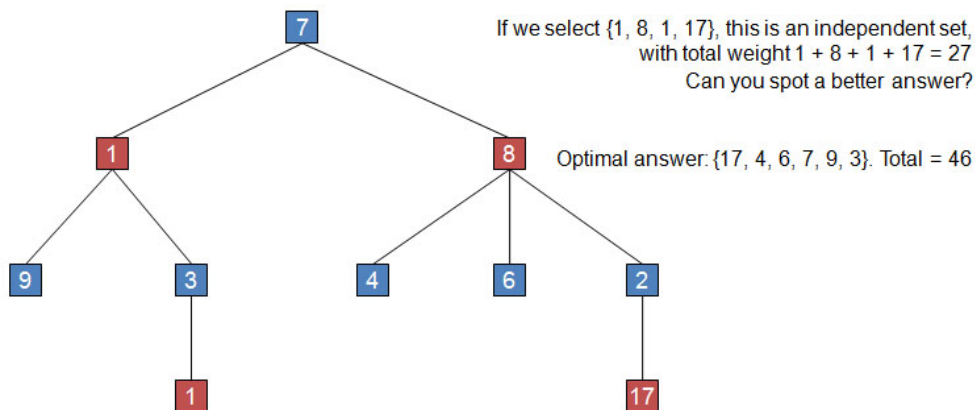 7
If we select {1, 8, 1, 17}, this is an independent set,
with total weight 1 + 8 + 1 + 17 = 27
Can you spot a better answer?
1
8
Optimal answer: {17, 4, 6, 7, 9, 3}. Total = 46
9
3
4
6
2
1
17